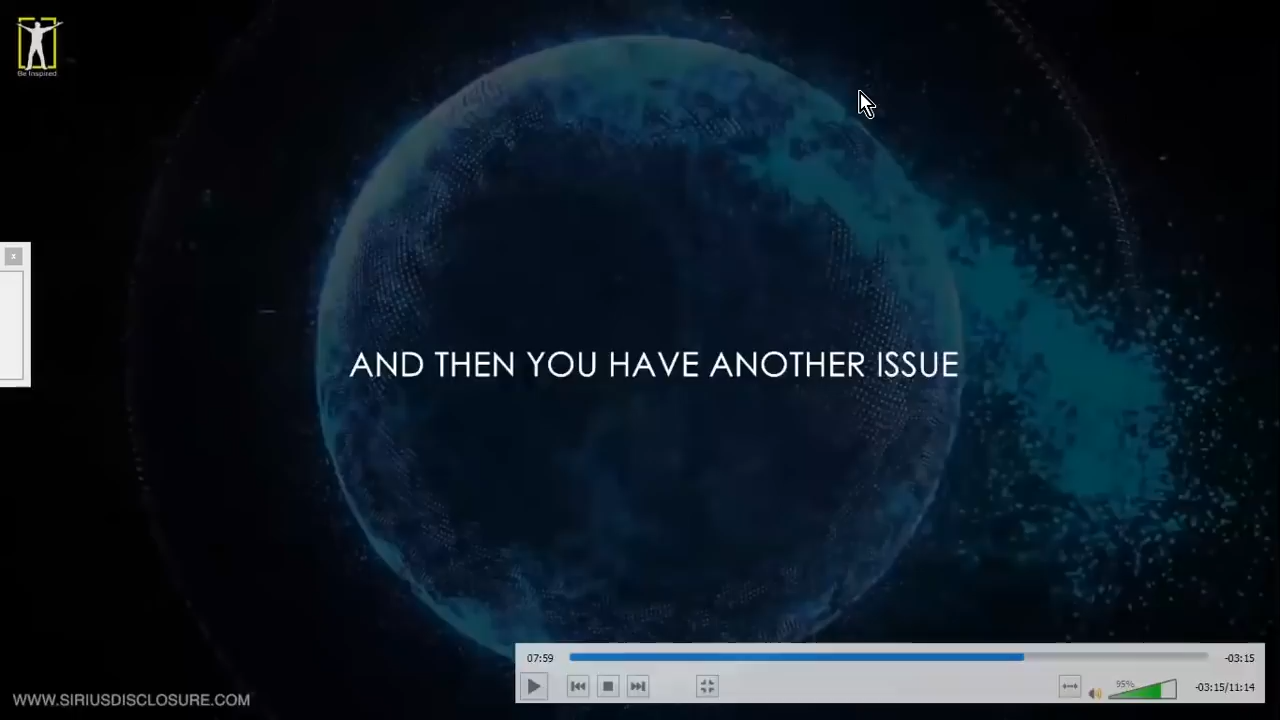 Be Inspired
x
AND THEN YOU HAVE ANOTHER ISSUE
07:59
-03:15
95%
-03:15/11:14
WWW.SIRIUSDISCLOSURE.COM